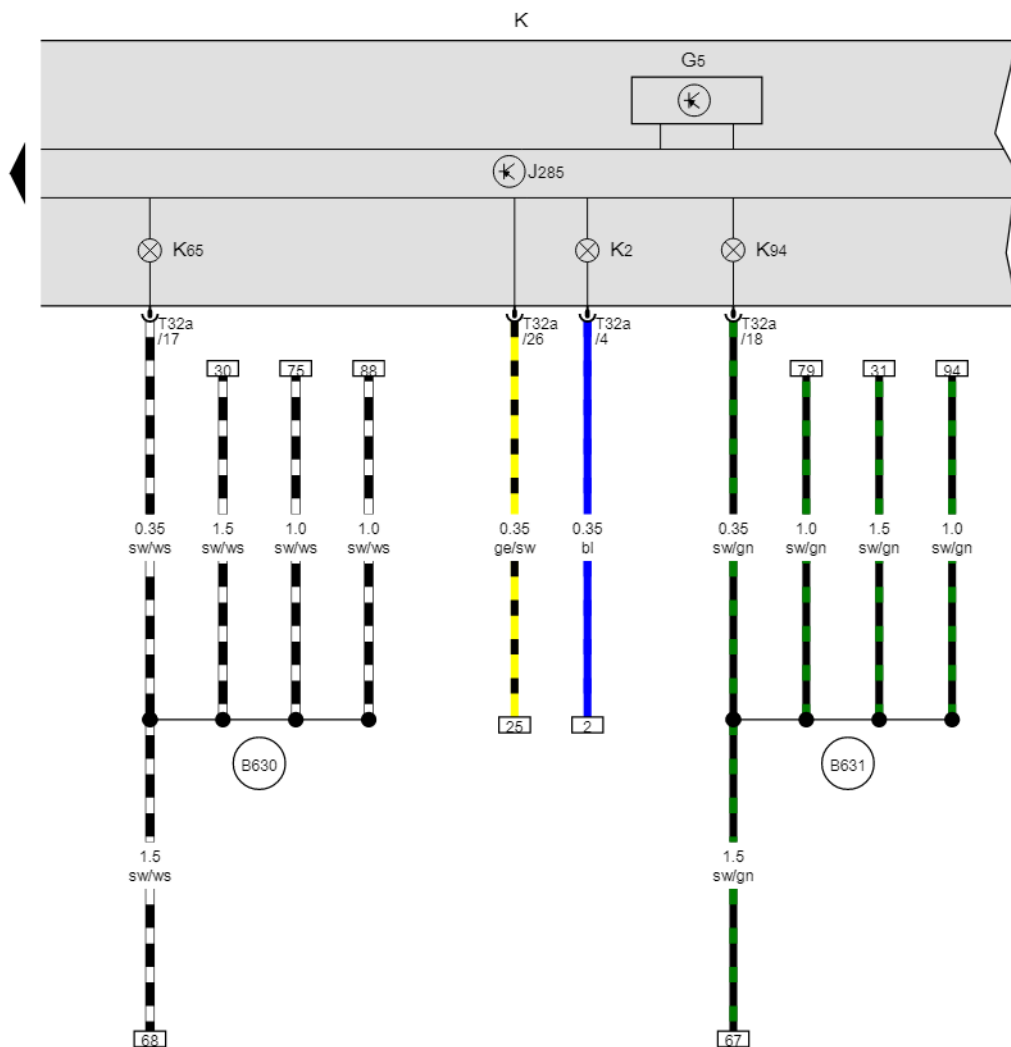 K
G5
J285
K65
K2
K94
T32a
/17
T32a
/26
T32a
/4
T32a
/18
30
75
88
79
31
94
0.35
sw/ws
1.5
sw/ws
1.0
sw/ws
1.0
sw/ws
0.35
ge/sw
0.35
bl
0.35
sw/gn
1.0
sw/gn
1.5
sw/gn
1.0
sw/gn
25
2
B630
B631
1.5
sw/ws
1.5
sw/gn
68
67